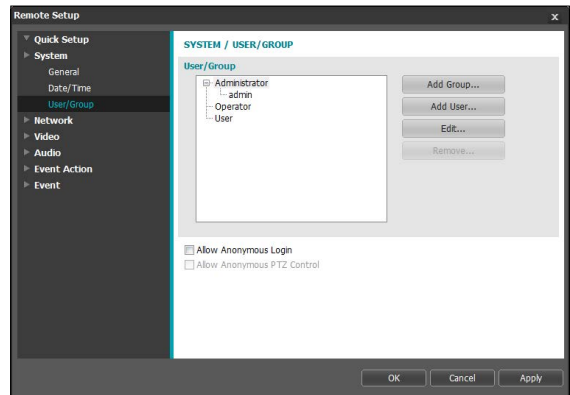 Remote Setup
x
Quick Setup
System
General
Date/Time
User/Group
Network
Video
Audio
Event Action
Event
SYSTEM / USER/GROUP
User/Group
Administrator
admin
Operator
User
Add Group...
Add User...
Edit...
Remove...
Allow Anonymous Login
Allow Anonymous PTZ Control
OK
Cancel
Apply